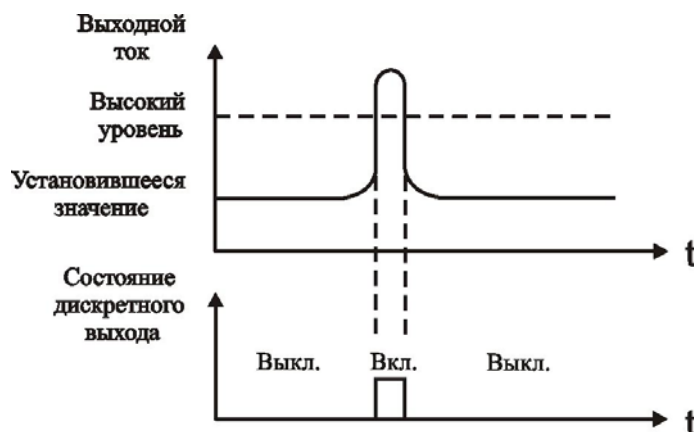 Выходной
ток
Высокий
уровень
Установившееся
значение
t
Состояние
дискретного
выхода
Выкл.
Вкл.
Выкл.
t